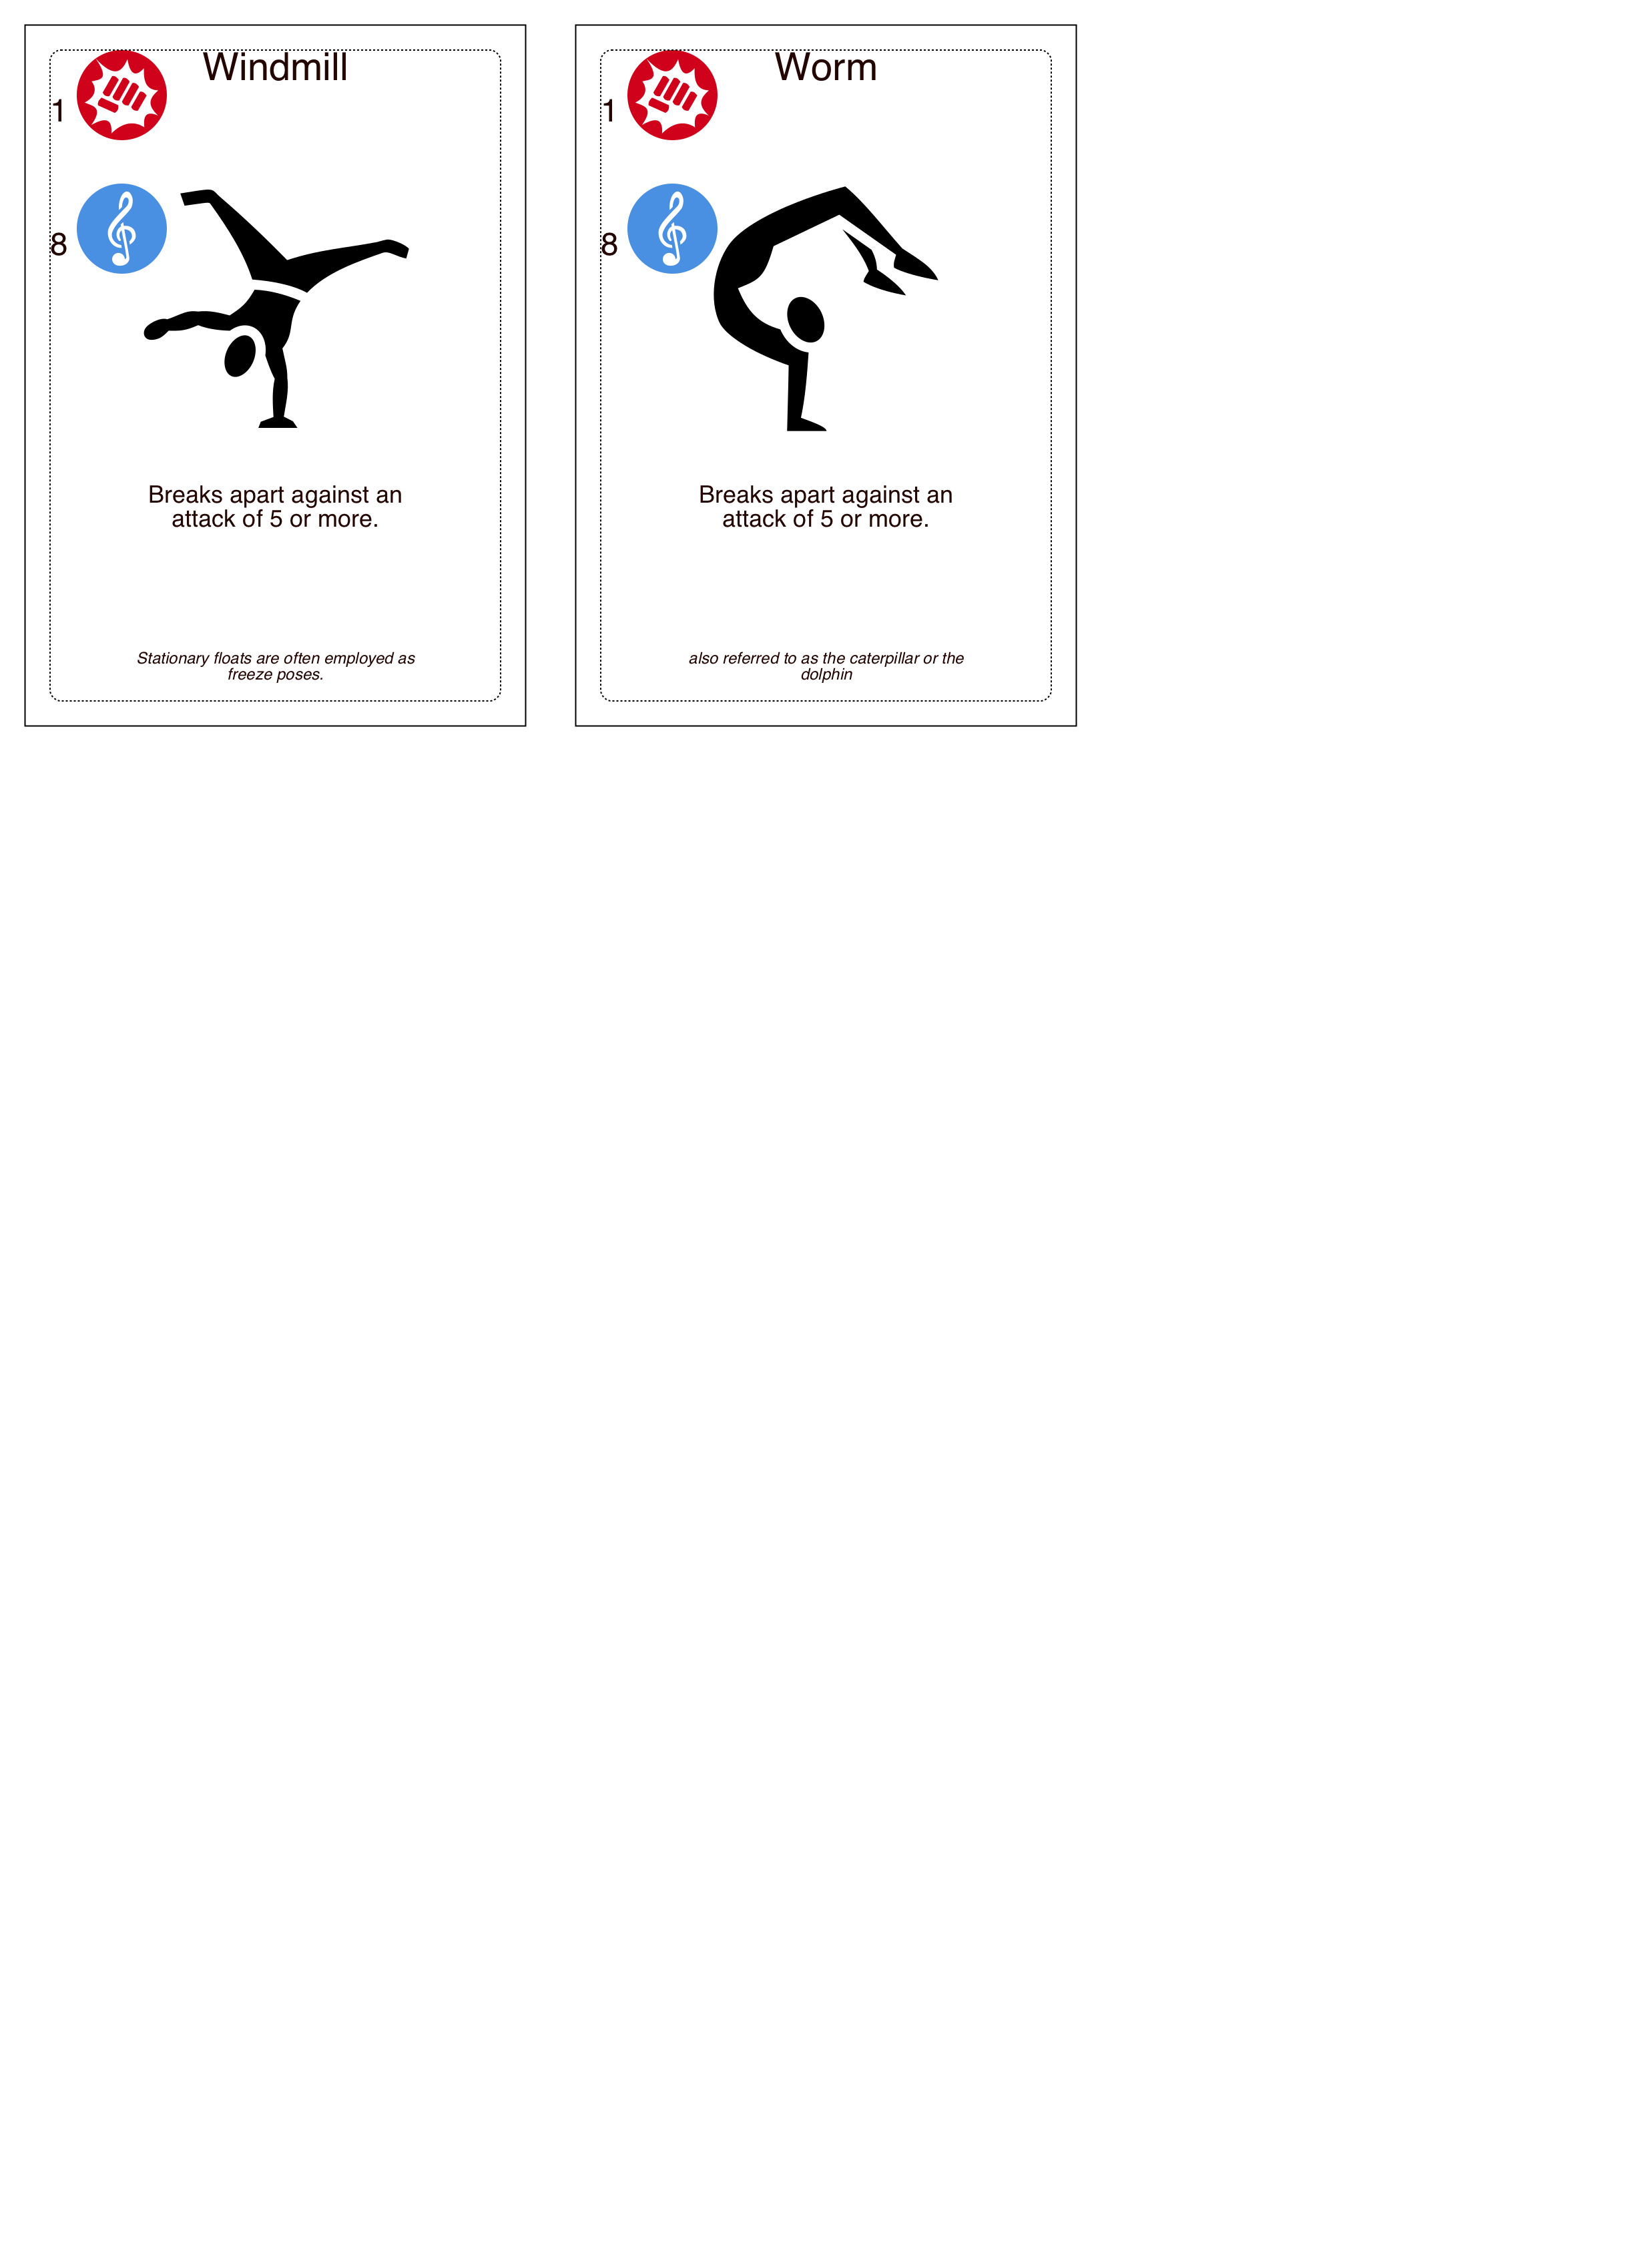 Windmill
1
8
Breaks apart against an
attack of 5 or more.
Stationary floats are often employed as
freeze poses.
Worm
1
8
Breaks apart against an
attack of 5 or more.
also referred to as the caterpillar or the
dolphin